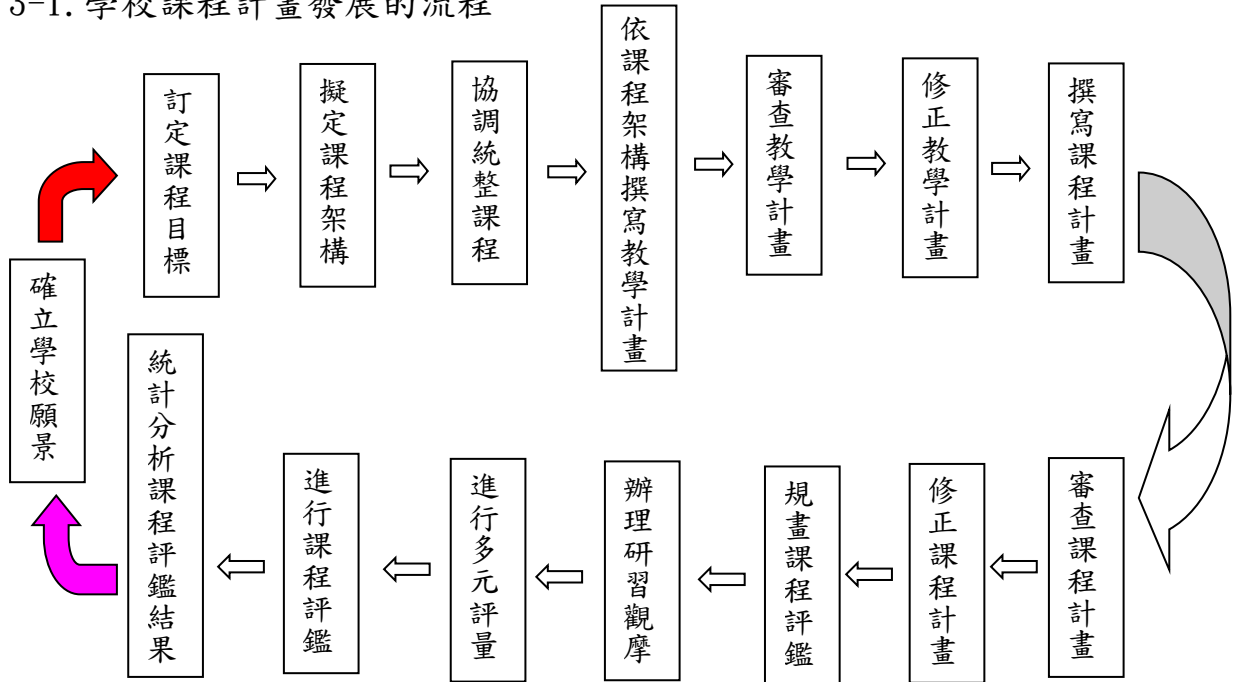 3-1.學校課程計畫發展的流程
確立學校願景
訂定課程目標
擬定課程架構
協調統整課程
依課程架構撰寫教學計畫
審查教學計畫
修正教學計畫
撰寫課程計畫
審查課程計畫
修正課程計畫
規畫課程評鑑
辦理研習觀摩
進行多元評量
進行課程評鑑
統計分析課程評鑑結果